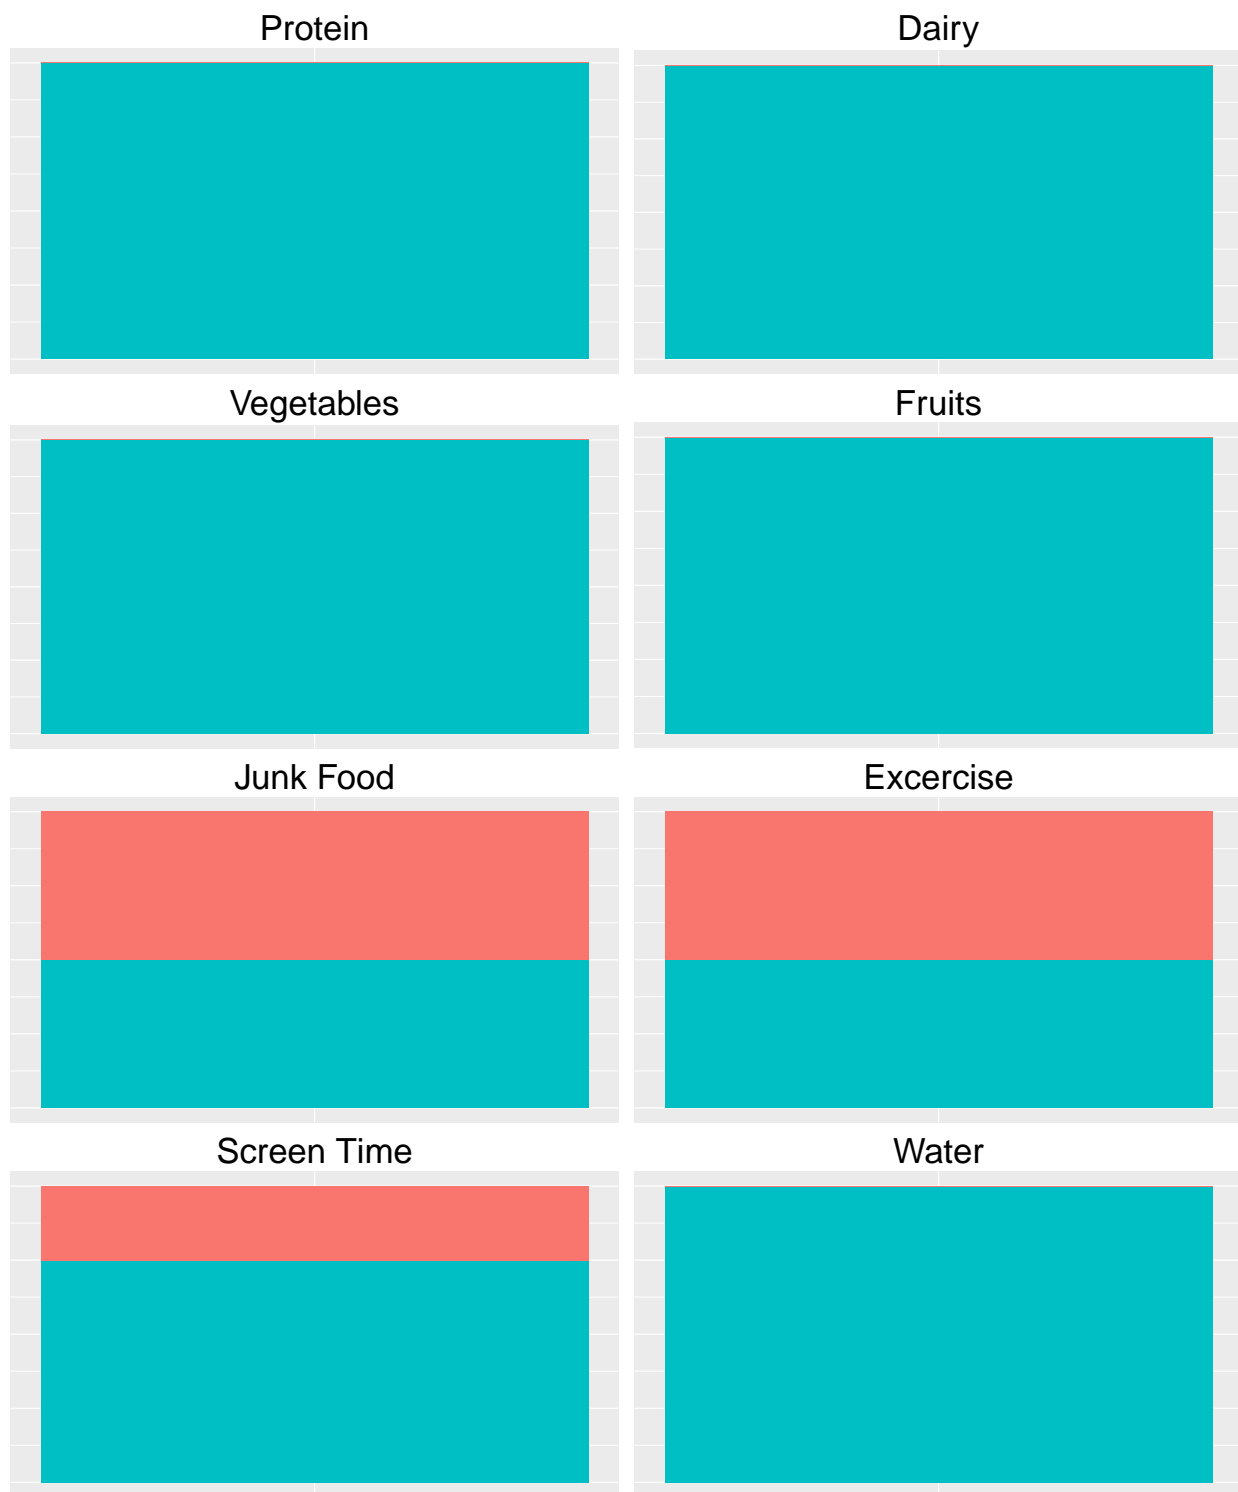 Protein
Dairy
Vegetables
Fruits
Junk Food
Excercise
Screen Time
Water